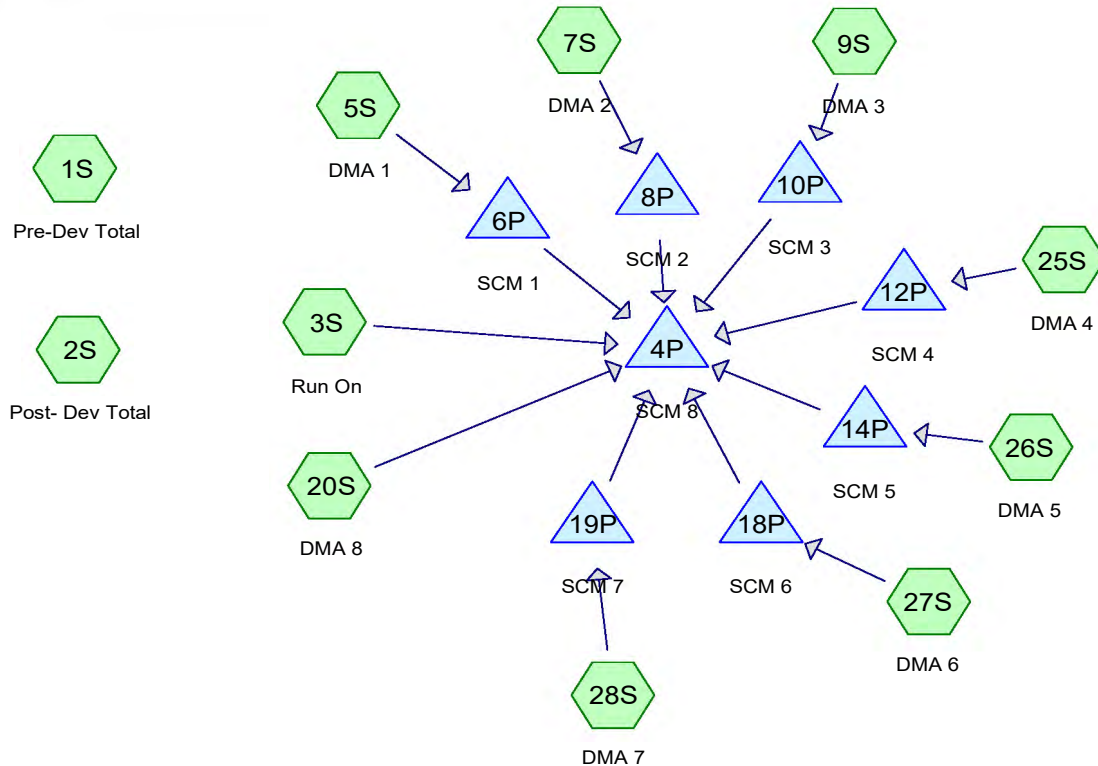 7S
DMA 2
9S
DMA 3
5S
DMA 1
1S
Pre-Dev Total
8P
SCM 2
10P
SCM 3
6P
SCM 1
25S
DMA 4
12P
SCM 4
3S
Run On
4P
SCM 8
2S
Post- Dev Total
14P
SCM 5
26S
DMA 5
20S
DMA 8
19P
SCM 7
18P
SCM 6
27S
DMA 6
28S
DMA 7